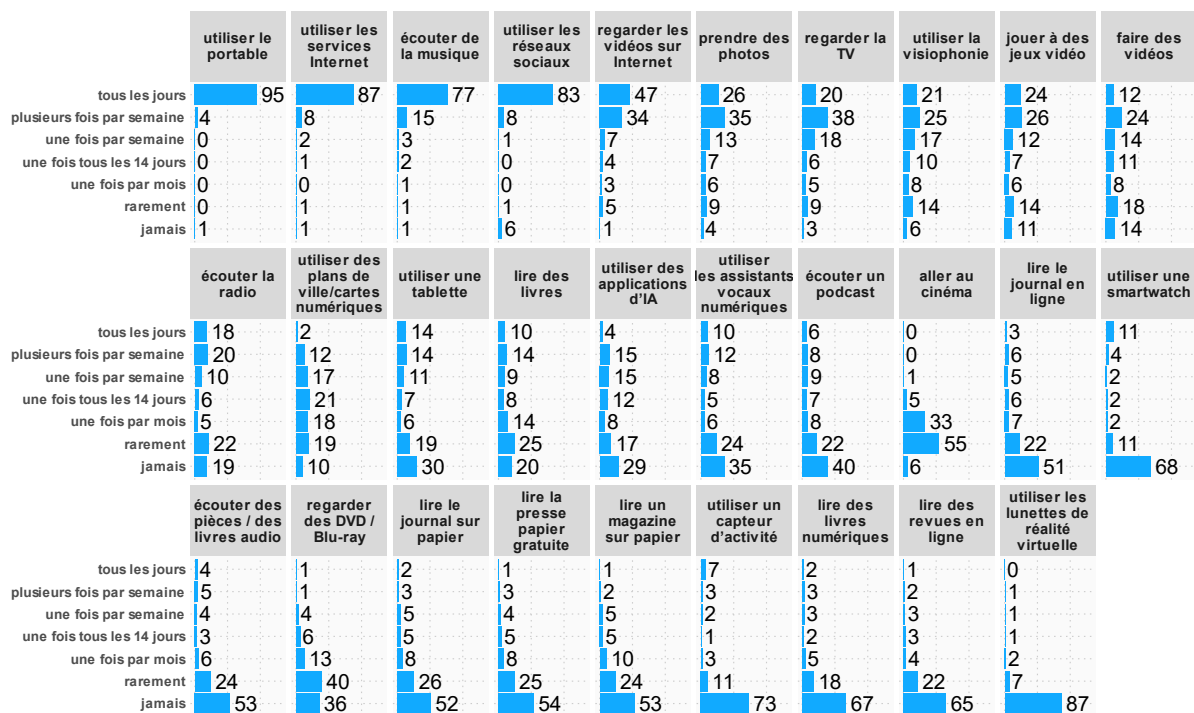 utiliser le portable
utiliser les services Internet
écouter de la musique
utiliser les réseaux sociaux
regarder les vidéos sur Internet
prendre des photos
regarder la TV
utiliser la visiophonie
jouer à des jeux vidéo
faire des vidéos
tous les jours 95 87 77 83 47 26 20 21 24 12
plusieurs fois par semaine 4 8 15 8 34 35 38 25 26 24
une fois par semaine 0 2 3 1 7 13 18 17 12 14
une fois tous les 14 jours 0 1 2 0 4 7 6 10 7 11
une fois par mois 0 0 1 0 3 6 5 8 6 8
rarement 0 1 1 1 5 9 9 14 14 18
jamais 1 1 1 6 1 4 3 6 11 14
écouter la radio
utiliser des plans de ville/cartes numériques
utiliser une tablette
lire des livres
utiliser des applications d'IA
utiliser les assistants vocaux numériques
écouter un podcast
aller au cinéma
lire le journal en ligne
utiliser une smartwatch
tous les jours 18 2 14 10 4 10 6 0 3 11
plusieurs fois par semaine 20 12 14 14 15 12 8 0 6 4
une fois par semaine 10 17 11 9 15 8 9 1 5 2
une fois tous les 14 jours 6 21 7 8 12 5 7 5 6 2
une fois par mois 5 18 6 14 8 6 8 33 7 2
rarement 22 19 19 25 17 24 22 55 22 11
jamais 19 10 30 20 29 35 40 6 51 68
écouter des pièces / des livres audio
regarder des DVD / Blu-ray
lire le journal sur papier
lire la presse papier gratuite
lire un magazine sur papier
utiliser un capteur d'activité
lire des livres numériques
lire des revues en ligne
utiliser les lunettes de réalité virtuelle
tous les jours 4 1 2 1 1 7 2 1 0
plusieurs fois par semaine 5 1 3 3 2 3 3 2 1
une fois par semaine 4 4 5 4 5 2 3 3 1
une fois tous les 14 jours 3 6 5 5 5 1 2 3 1
une fois par mois 6 13 8 8 10 3 5 4 2
rarement 24 40 26 25 24 11 18 22 7
jamais 53 36 52 54 53 73 67 65 87